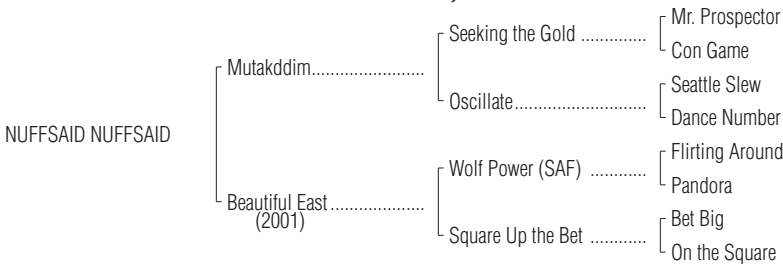 Mr. Prospector
Seeking the Gold ..............
Con Game
Mutakddim........................
Seattle Slew
Oscillate............................
Dance Number
NUFFSAID NUFFSAID
Flirting Around
Wolf Power (SAF) ............
Pandora
Beautiful East ....................
(2001)
Bet Big
Square Up the Bet ............
On the Square